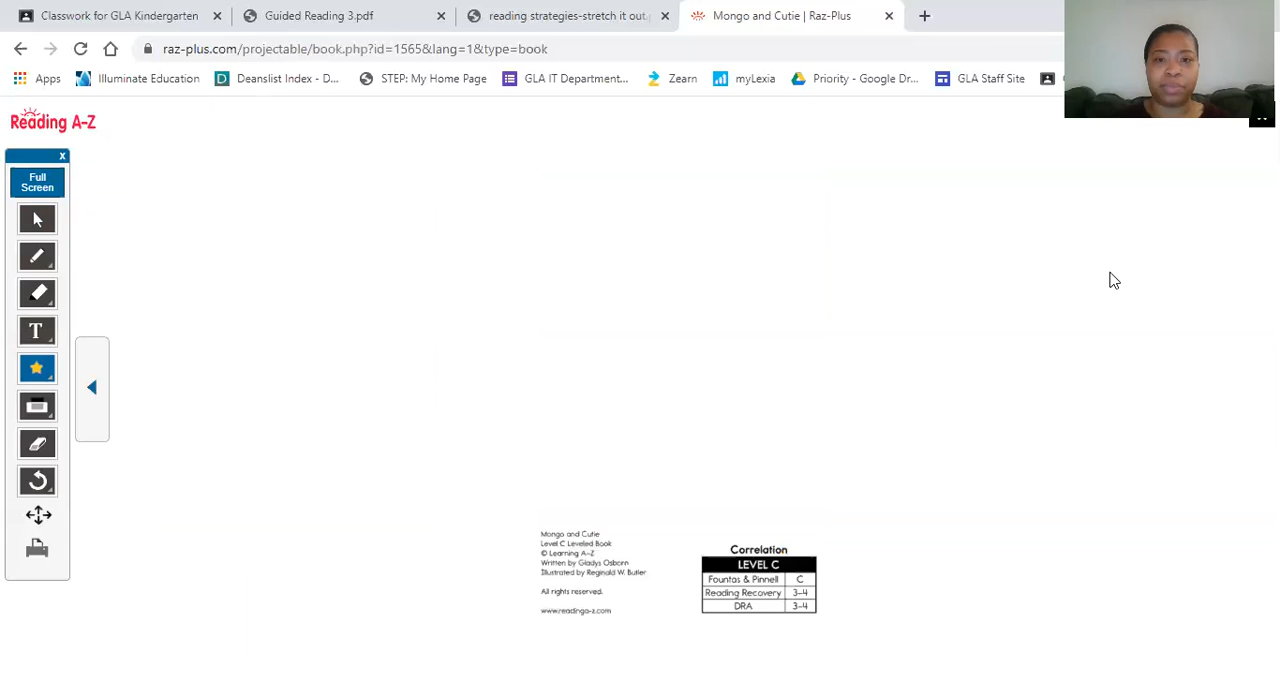 Classwork for GLA Kindergarten
Guided Reading 3.pdf
reading strategies-stretch it out.
Mongo and Cutie | Raz-Plus
raz-plus.com/projectable/book.php?id=1565&lang=1&type=book
Apps
Illuminate Education
Deanslist Index - D...
STEP: My Home Page
GLA IT Department...
Zearn
myLexia
Priority - Google Dr...
GLA Staff Site
Reading A-Z
x
Full
Screen
T
Mongo and Cutie
Level C Leveled Book
© Learning A–Z
Written by Gladys Osborn
Illustrated by Reginald W. Butler
All rights reserved.
www.readinga-z.com
Correlation
LEVEL C
Fountas & Pinnell C
Reading Recovery 3–4
DRA 3–4